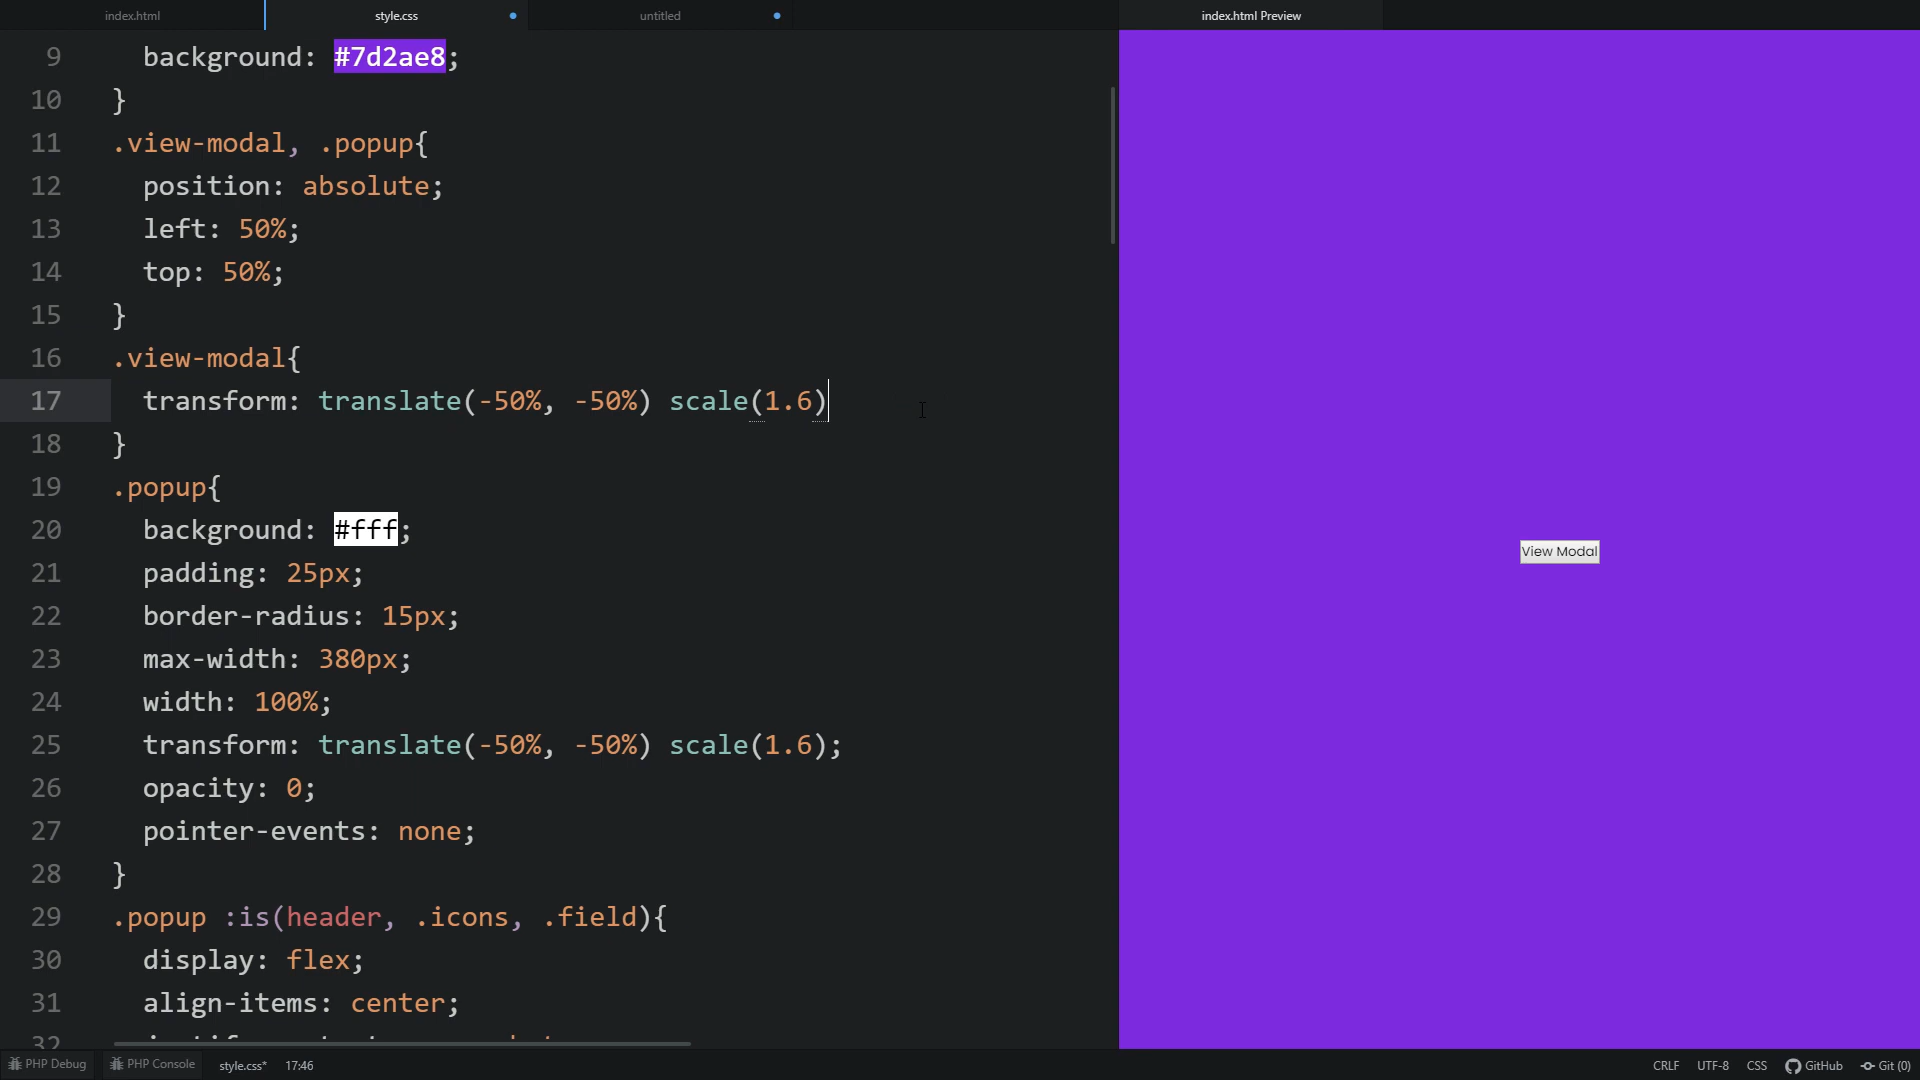 index.html
style.css
untitled
index.html Preview
9 background: #7d2ae8;
10 }
11 .view-modal, .popup{
12 position: absolute;
13 left: 50%;
14 top: 50%;
15 }
16 .view-modal{
17 transform: translate(-50%, -50%) scale(1.6)
18 }
19 .popup{
20 background: #fff;
21 padding: 25px;
22 border-radius: 15px;
23 max-width: 380px;
24 width: 100%;
25 transform: translate(-50%, -50%) scale(1.6);
26 opacity: 0;
27 pointer-events: none;
28 }
29 .popup :is(header, .icons, .field){
30 display: flex;
31 align-items: center;
32
View Modal
PHP Debug
PHP Console
style.css*
17:46
CRLF
UTF-8
CSS
GitHub
Git (0)